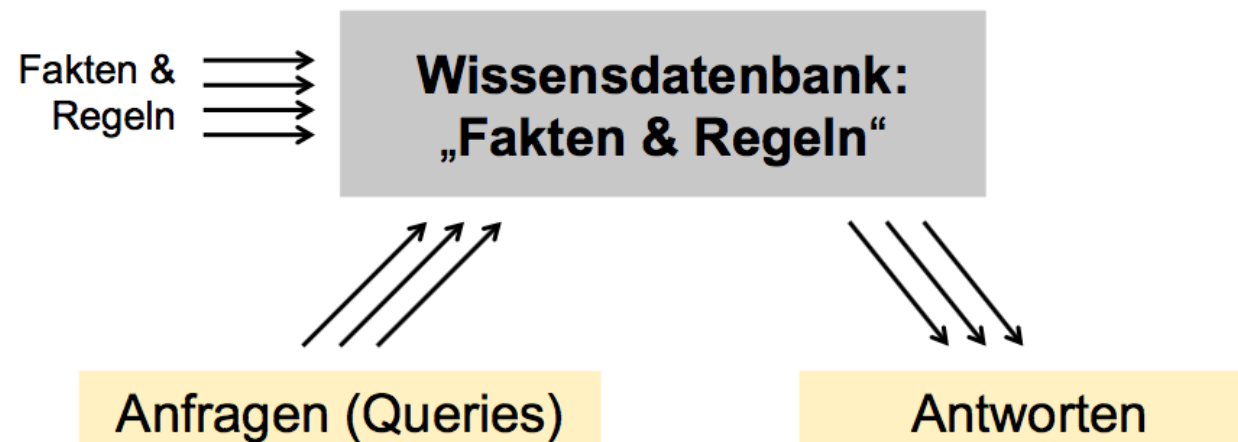 Fakten &
Regeln
Wissensdatenbank:
„Fakten & Regeln“
Anfragen (Queries)
Antworten